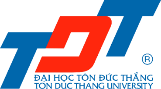 TDT
®
ĐẠI HỌC TÔN ĐỨC THẮNG
TON DUC THANG UNIVERSITY